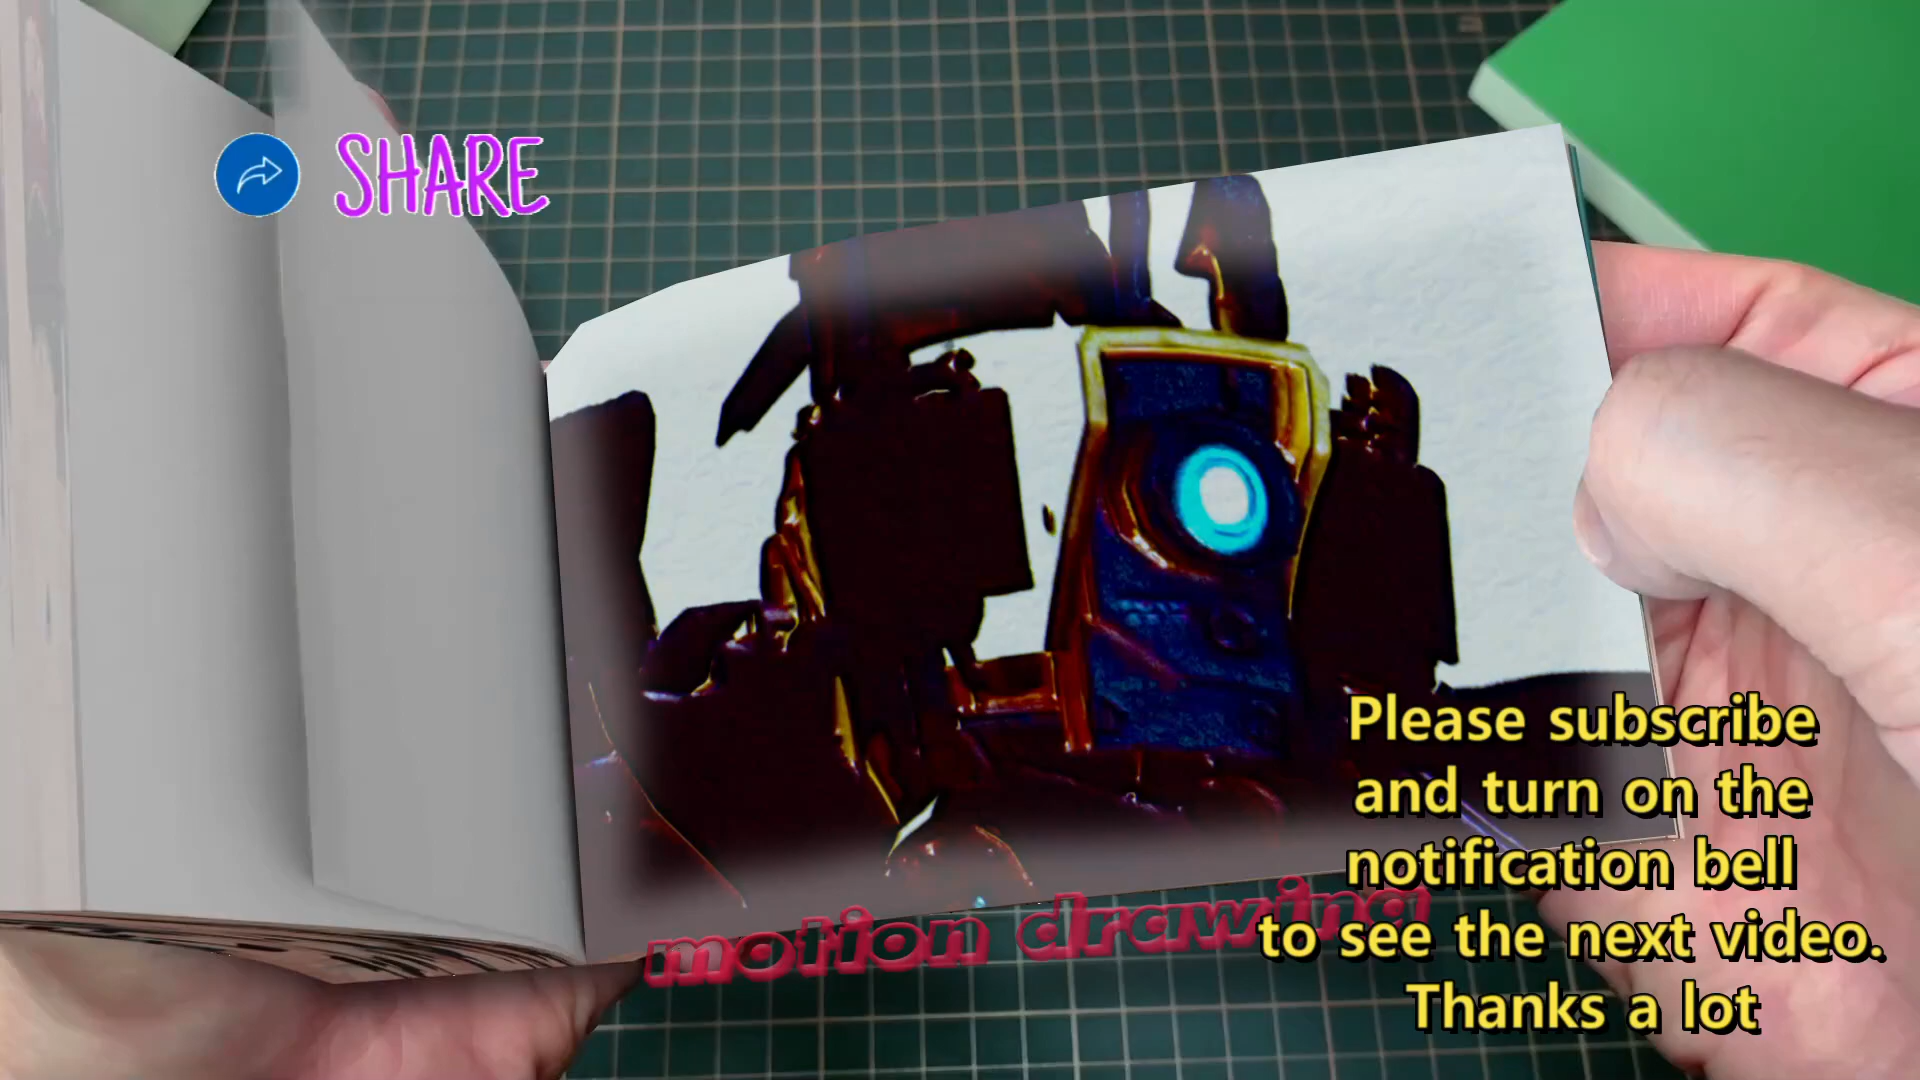 SHARE
Please subscribe
and turn on the
notification bell
to see the next video.
Thanks a lot
motion drawing